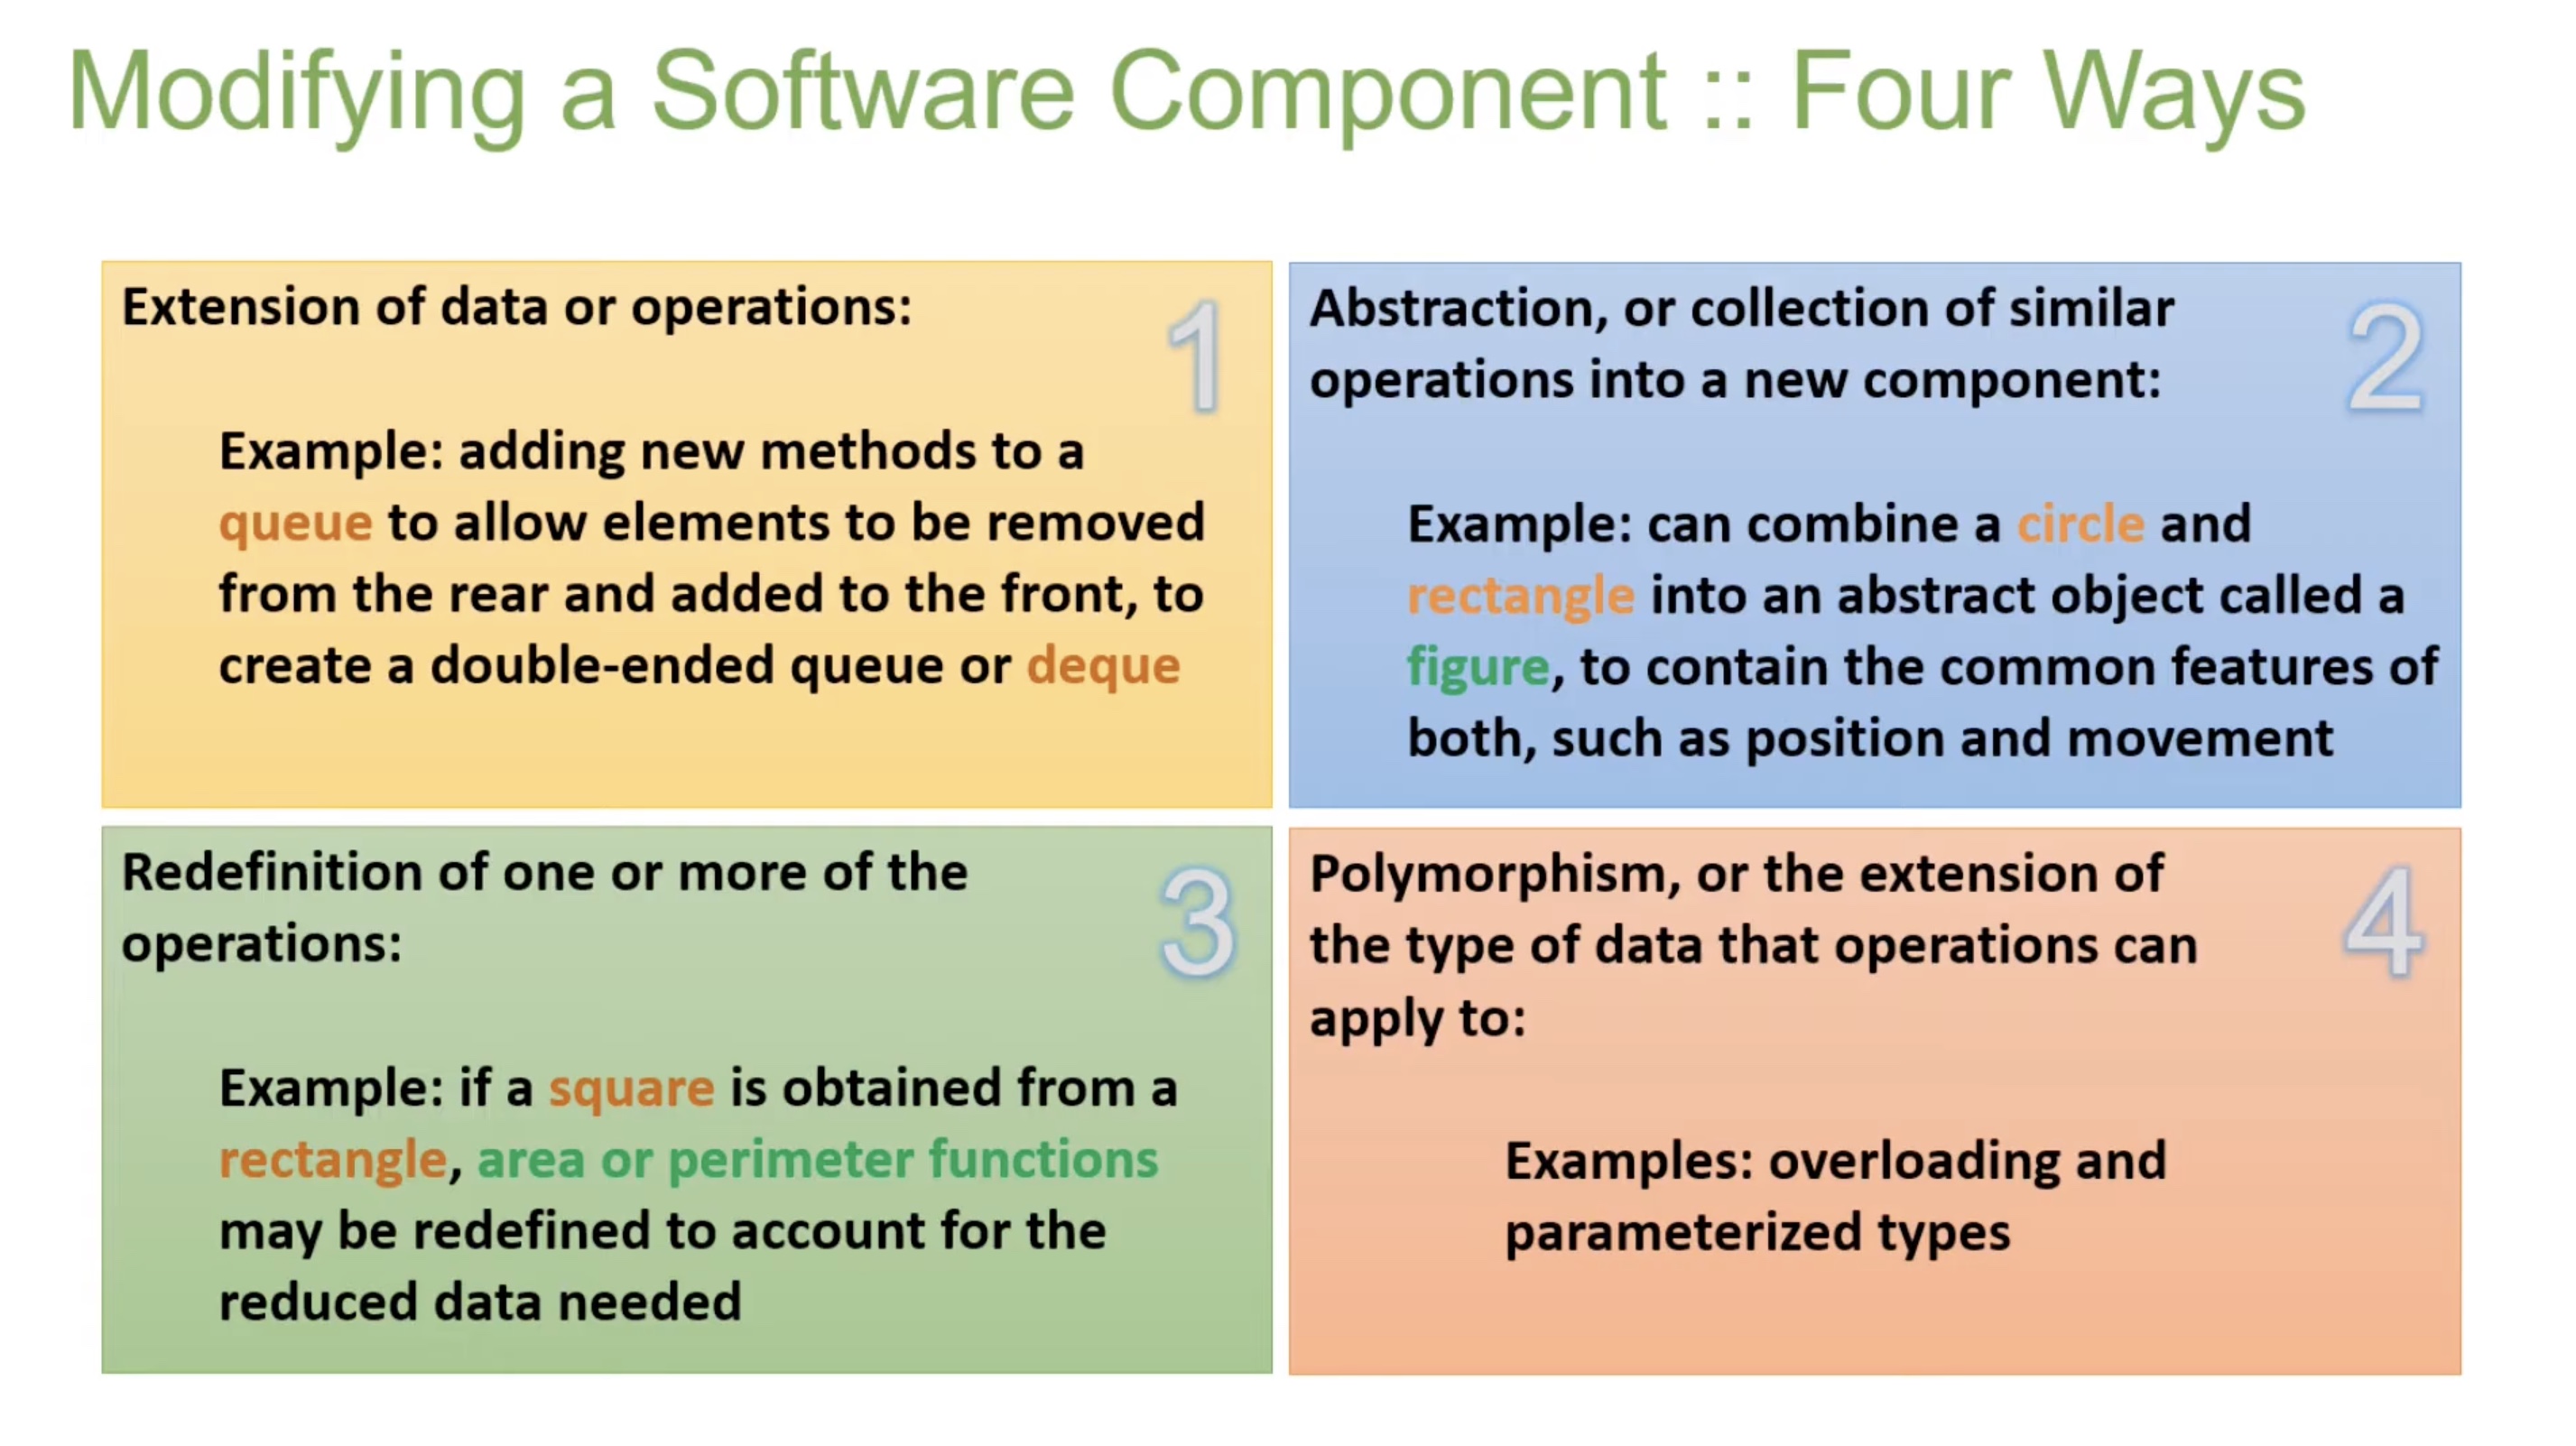 Modifying a Software Component :: Four Ways
Extension of data or operations:
1
Example: adding new methods to a
queue to allow elements to be removed
from the rear and added to the front, to
create a double-ended queue or deque
Abstraction, or collection of similar
operations into a new component:
2
Example: can combine a circle and
rectangle into an abstract object called a
figure, to contain the common features of
both, such as position and movement
Redefinition of one or more of the
operations:
3
Example: if a square is obtained from a
rectangle, area or perimeter functions
may be redefined to account for the
reduced data needed
Polymorphism, or the extension of
the type of data that operations can
apply to:
4
Examples: overloading and
parameterized types